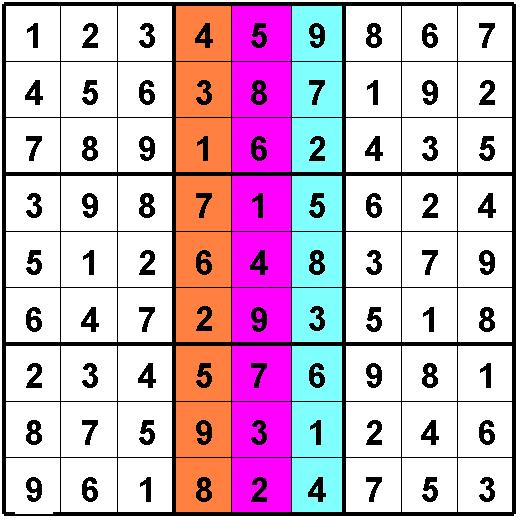 1 2 3 4 5 9 8 6 7
4 5 6 3 8 7 1 9 2
7 8 9 1 6 2 4 3 5
3 9 8 7 1 5 6 2 4
5 1 2 6 4 8 3 7 9
6 4 7 2 9 3 5 1 8
2 3 4 5 7 6 9 8 1
8 7 5 9 3 1 2 4 6
9 6 1 8 2 4 7 5 3